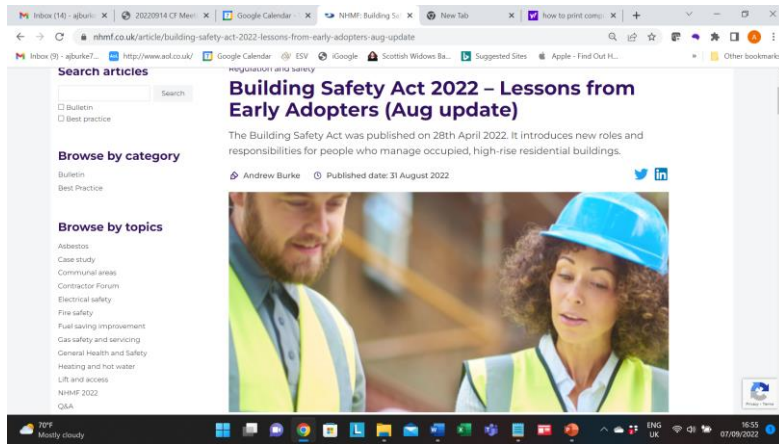 Inbox (14) - ajburk
20220914 CF Meet
Google Calendar
NHMF: Building Sa
New Tab
how to print comp
nhmf.co.uk/article/building-safety-act-2022-lessons-from-early-adopters-aug-update
Inbox (9) - ajburke7...
http://www.aol.co.uk/
Google Calendar
ESV
iGoogle
Scottish Widows Ba...
Suggested Sites
Apple - Find Out H...
»
Other bookmarks
Search articles
Search
Bulletin
Best practice
Browse by category
Bulletin
Best Practice
Browse by topics
Asbestos
Case study
Communal areas
Contractor Forum
Electrical safety
Fire safety
Fuel saving improvement
Gas safety and servicing
General Health and Safety
Heating and hot water
Lift and access
NHMF 2022
Q&A
Regulation and safety
Building Safety Act 2022 – Lessons from
Early Adopters (Aug update)
The Building Safety Act was published on 28th April 2022. It introduces new roles and
responsibilities for people who manage occupied, high-rise residential buildings.
Andrew Burke
Published date: 31 August 2022
Privacy - Terms
70°F
Mostly cloudy
ENG
UK
16:55
07/09/2022